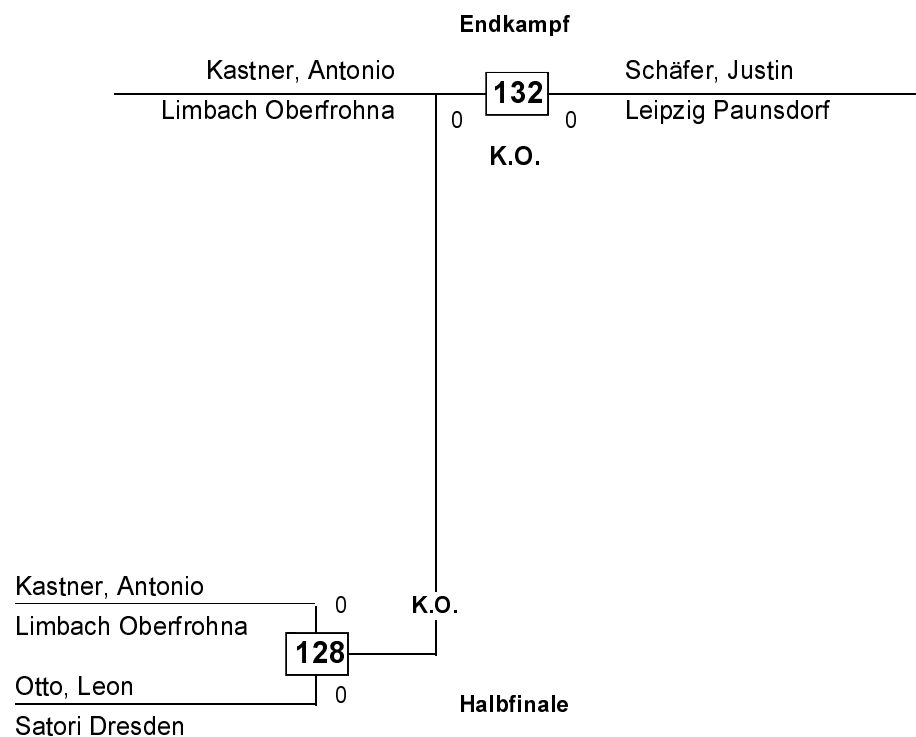 Endkampf
Kastner, Antonio
Limbach Oberfrohna
0
132
0
K.O.
Schäfer, Justin
Leipzig Paunsdorf
Kastner, Antonio
Limbach Oberfrohna
0
K.O.
128
Otto, Leon
Satori Dresden
0
Halbfinale